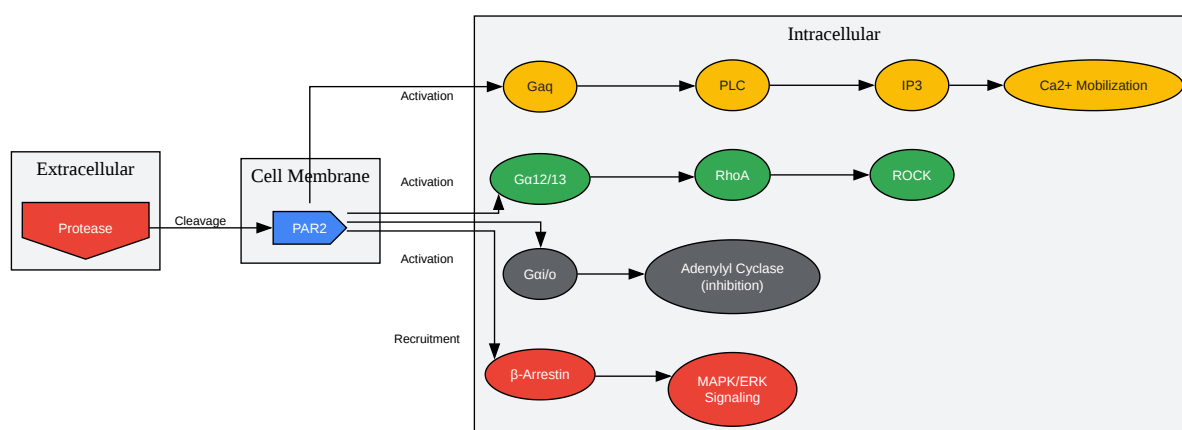 Extracellular
Protease
Cleavage
Cell Membrane
PAR2
Activation
Activation
Activation
Recruitment
Intracellular
Gaq
PLC
IP3
Ca2+ Mobilization
Gα12/13
RhoA
ROCK
Gαi/o
Adenylyl Cyclase
(inhibition)
β-Arrestin
MAPK/ERK
Signaling